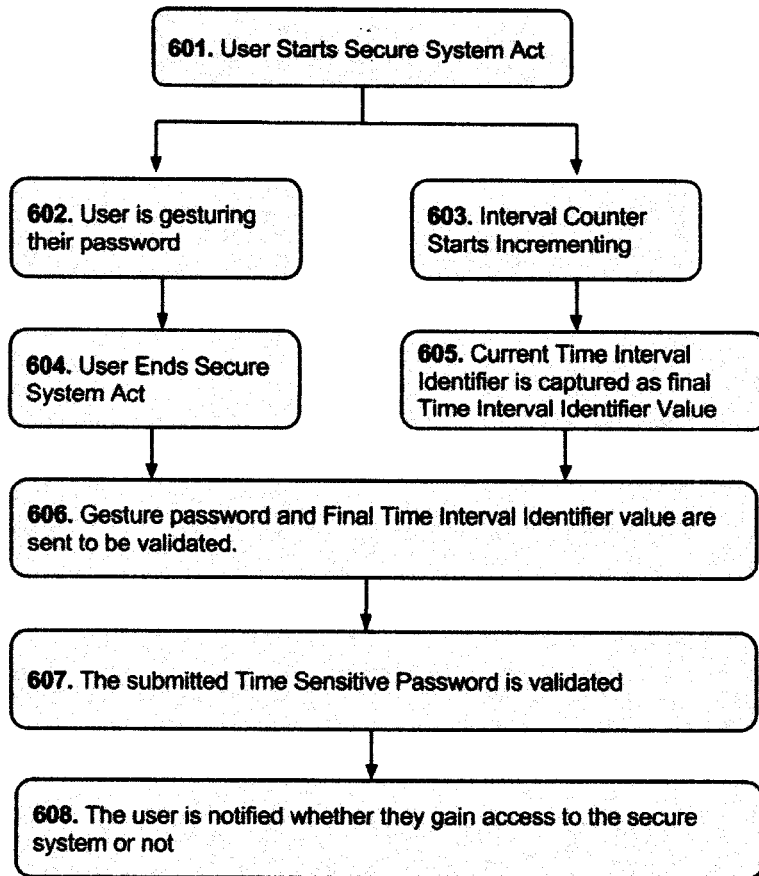 601. User Starts Secure System Act
602. User is gesturing
their password
603. Interval Counter
Starts Incrementing
604. User Ends Secure
System Act
605. Current Time Interval
Identifier is captured as final
Time Interval Identifier Value
606. Gesture password and Final Time Interval Identifier value are
sent to be validated.
607. The submitted Time Sensitive Password is validated
608. The user is notified whether they gain access to the secure
system or not